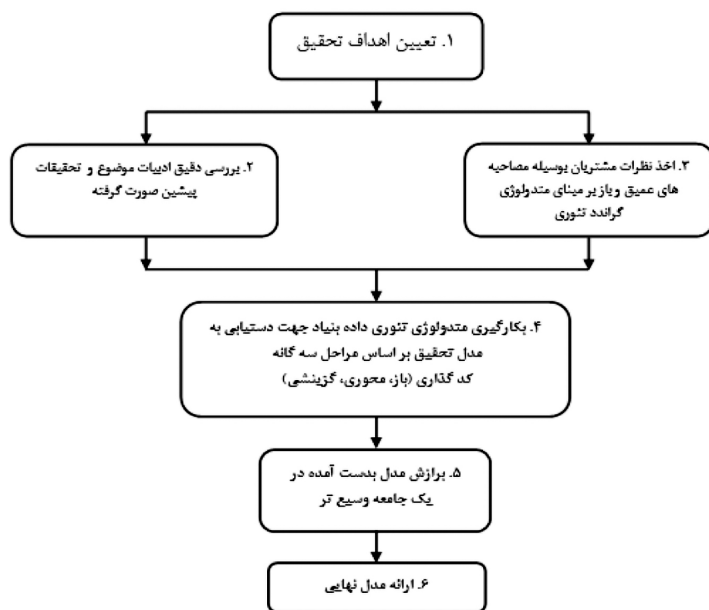 ۱. تعیین اهداف تحقیق
۲. بررسی دقیق ادبیات موضوع و تحقیقات
پیشین صورت گرفته
۳. اخذ نظرات مشتریان بوسیله مصاحبه
های عمیق و باز بر مبنای متدولوژی
گراندد تئوری
۴. بکارگیری متدولوژی تئوری داده بنیاد جهت دستیابی به
مدل تحقیق بر اساس مراحل سه گانه
کد گذاری (باز، محوری، گزینشی)
۵. برازش مدل بدست آمده در
یک جامعه وسیع تر
۶. ارائه مدل نهایی